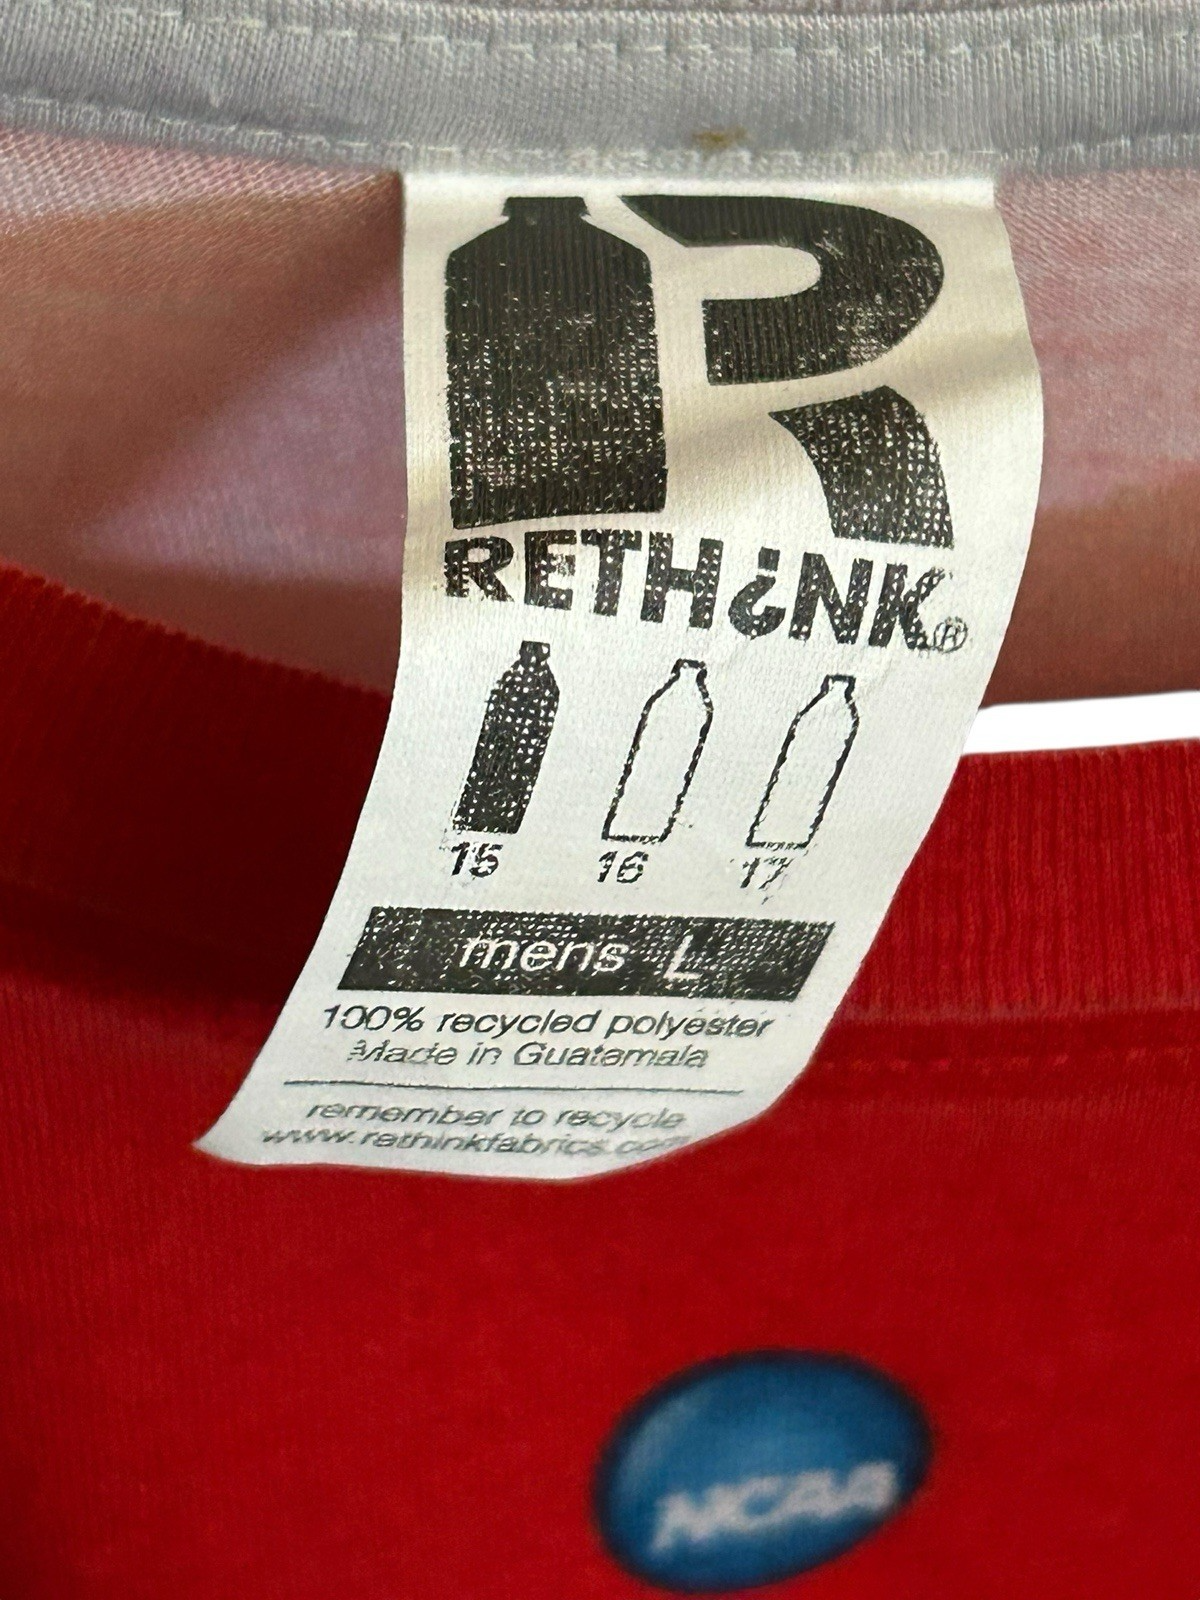 R
RETH¿NK®
15 16 17
mens L
100% recycled polyester
Made in Guatemala
remember to recycle
www.rethinkfabrics.com
NCAA